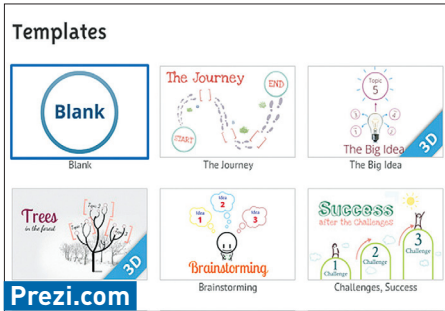 Templates
Blank
Blank
The Journey
START
END
The Journey
Topic
5
The Big Idea
3D
The Big Idea
Trees
in the forest
3D
Idea
1
Idea
2
Idea
3
Brainstorming
Brainstorming
Success
after the Challenges!
1
Challenge
2
Challenge
3
Challenge
Challenges, Success
Prezi.com